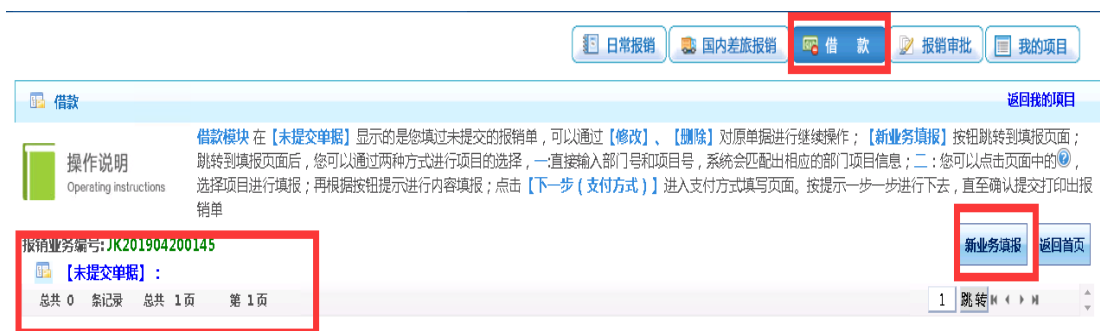 日常报销 国内差旅报销 借 款 报销审批 我的项目
借款 返回我的项目
操作说明
Operating instructions
借款模块 在【未提交单据】显示的是您填过未提交的报销单，可以通过【修改】、【删除】对原单据进行继续操作；【新业务填报】按钮跳转到填报页面；
跳转到填报页面后，您可以通过两种方式进行项目的选择，一:直接输入部门号和项目号，系统会匹配出相应的部门项目信息；二：您可以点击页面中的?，
选择项目进行填报；再根据按钮提示进行内容填报；点击【下一步（支付方式）】进入支付方式填写页面。按提示一步一步进行下去，直至确认提交打印出报
销单
报销业务编号:JK201904200145 新业务填报 返回首页
【未提交单据】：
总共 0 条记录 总共 1页 第 1页 1 跳转